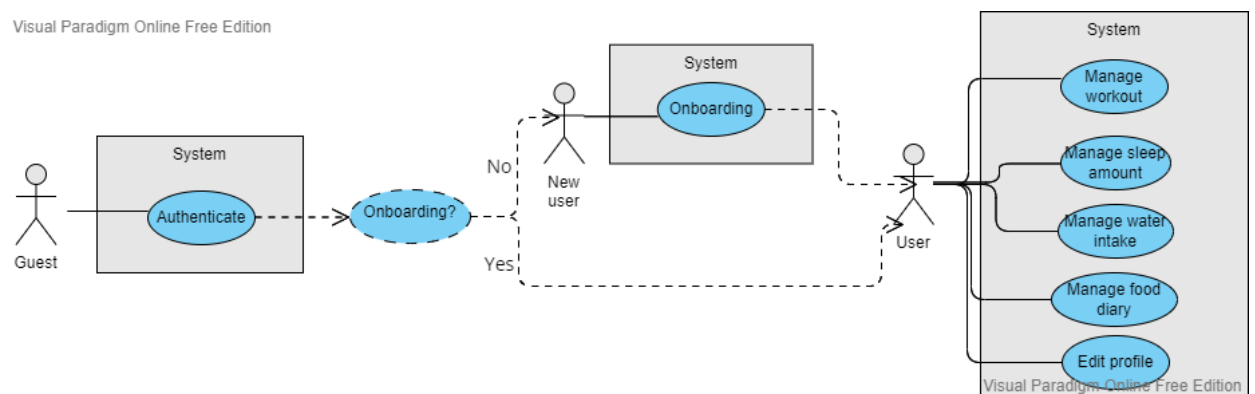 Visual Paradigm Online Free Edition
System
Authenticate
Guest
Onboarding?
No
Yes
New
user
System
Onboarding
User
System
Manage
workout
Manage sleep
amount
Manage water
intake
Manage food
diary
Edit profile
Visual Paradigm Online Free Edition